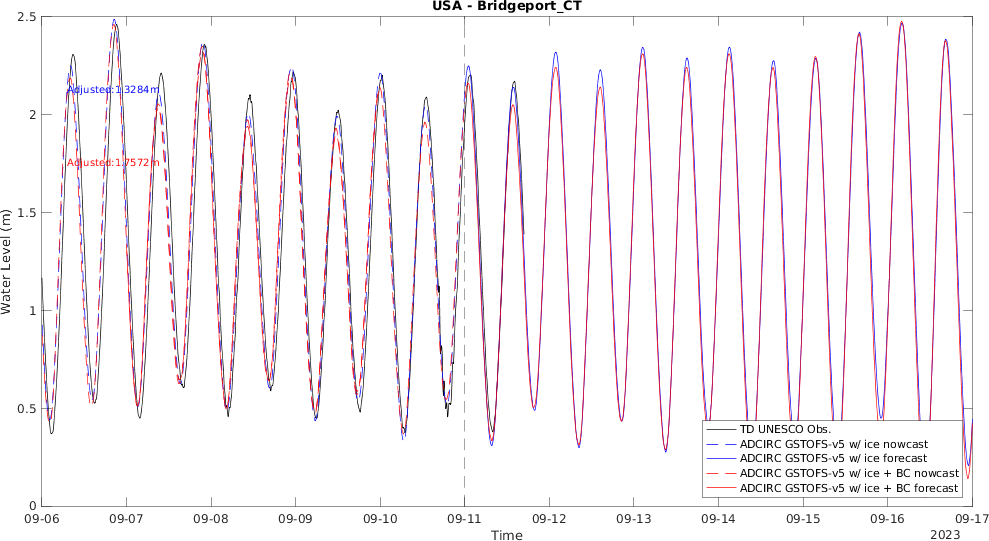 USA - Bridgeport_CT
2.5
2
1.5
1
0.5
0
Water Level (m)
Adjusted:1.3284m
Adjusted:1.7572m
TD UNESCO Obs.
ADCIRC GSTOFS-v5 w/ ice nowcast
ADCIRC GSTOFS-v5 w/ ice forecast
ADCIRC GSTOFS-v5 w/ ice + BC nowcast
ADCIRC GSTOFS-v5 w/ ice + BC forecast
09-06 09-07 09-08 09-09 09-10 09-11 09-12 09-13 09-14 09-15 09-16 09-17
Time
2023